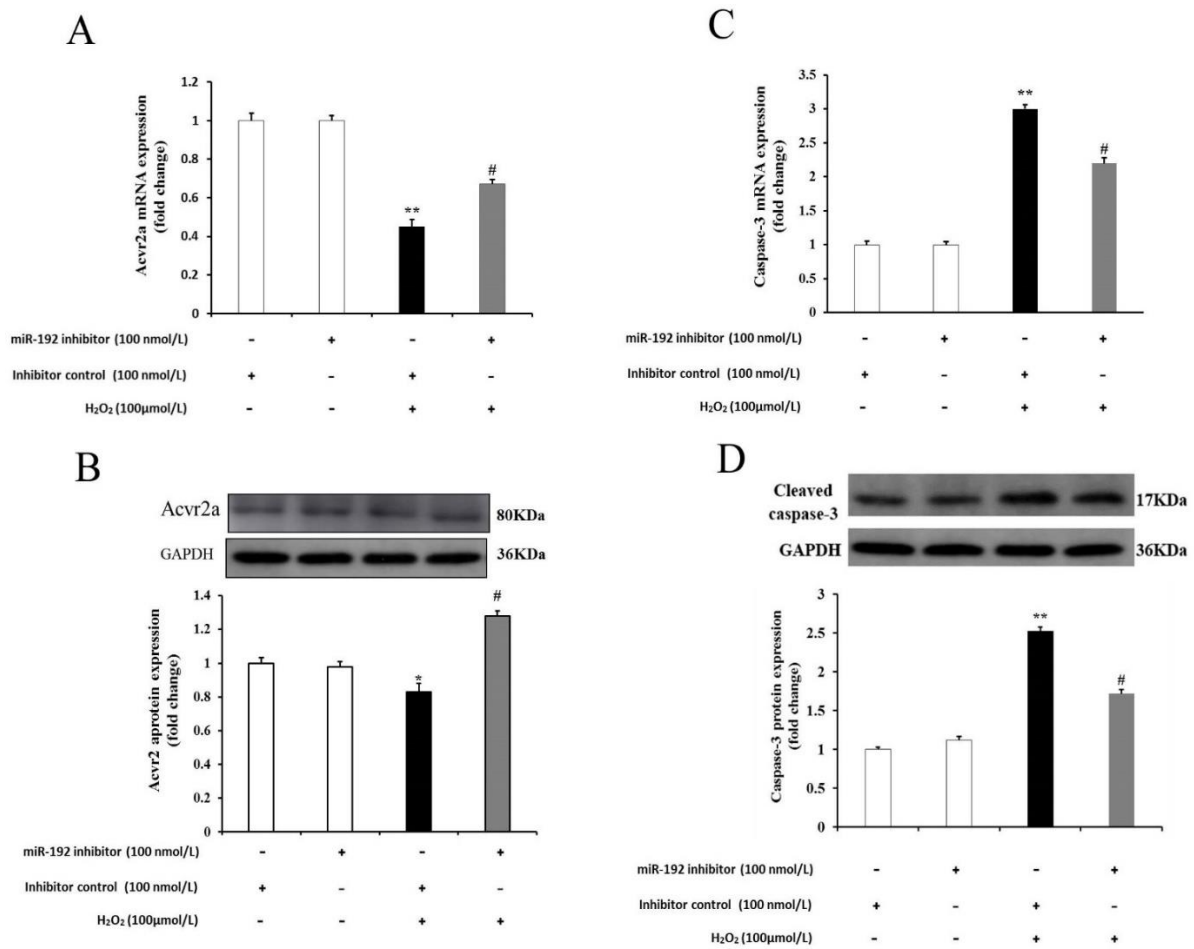 A
Acvr2a mRNA expression
(fold change)
1.2
1
0.8
0.6
0.4
0.2
0
**
#
miR-192 inhibitor (100 nmol/L) - + - +
Inhibitor control (100 nmol/L) + - + -
H₂O₂ (100μmol/L) - - + +
B
Acvr2a
80KDa
GAPDH
36KDa
Acvr2 aprotein expression
(fold change)
1.4
1.2
1
0.8
0.6
0.4
0.2
0
*
#
miR-192 inhibitor (100 nmol/L) - + - +
Inhibitor control (100 nmol/L) + - + -
H₂O₂ (100μmol/L) - - + +
C
Caspase-3 mRNA expression
(fold change)
3.5
3
2.5
2
1.5
1
0.5
0
**
#
miR-192 inhibitor (100 nmol/L) - + - +
Inhibitor control (100 nmol/L) + - + -
H₂O₂ (100μmol/L) - - + +
D
Cleaved
caspase-3
17KDa
GAPDH
36KDa
Caspase-3 protein expression
(fold change)
3
2.5
2
1.5
1
0.5
0
**
#
miR-192 inhibitor (100 nmol/L) - + - +
Inhibitor control (100 nmol/L) + - + -
H₂O₂ (100μmol/L) - - + +